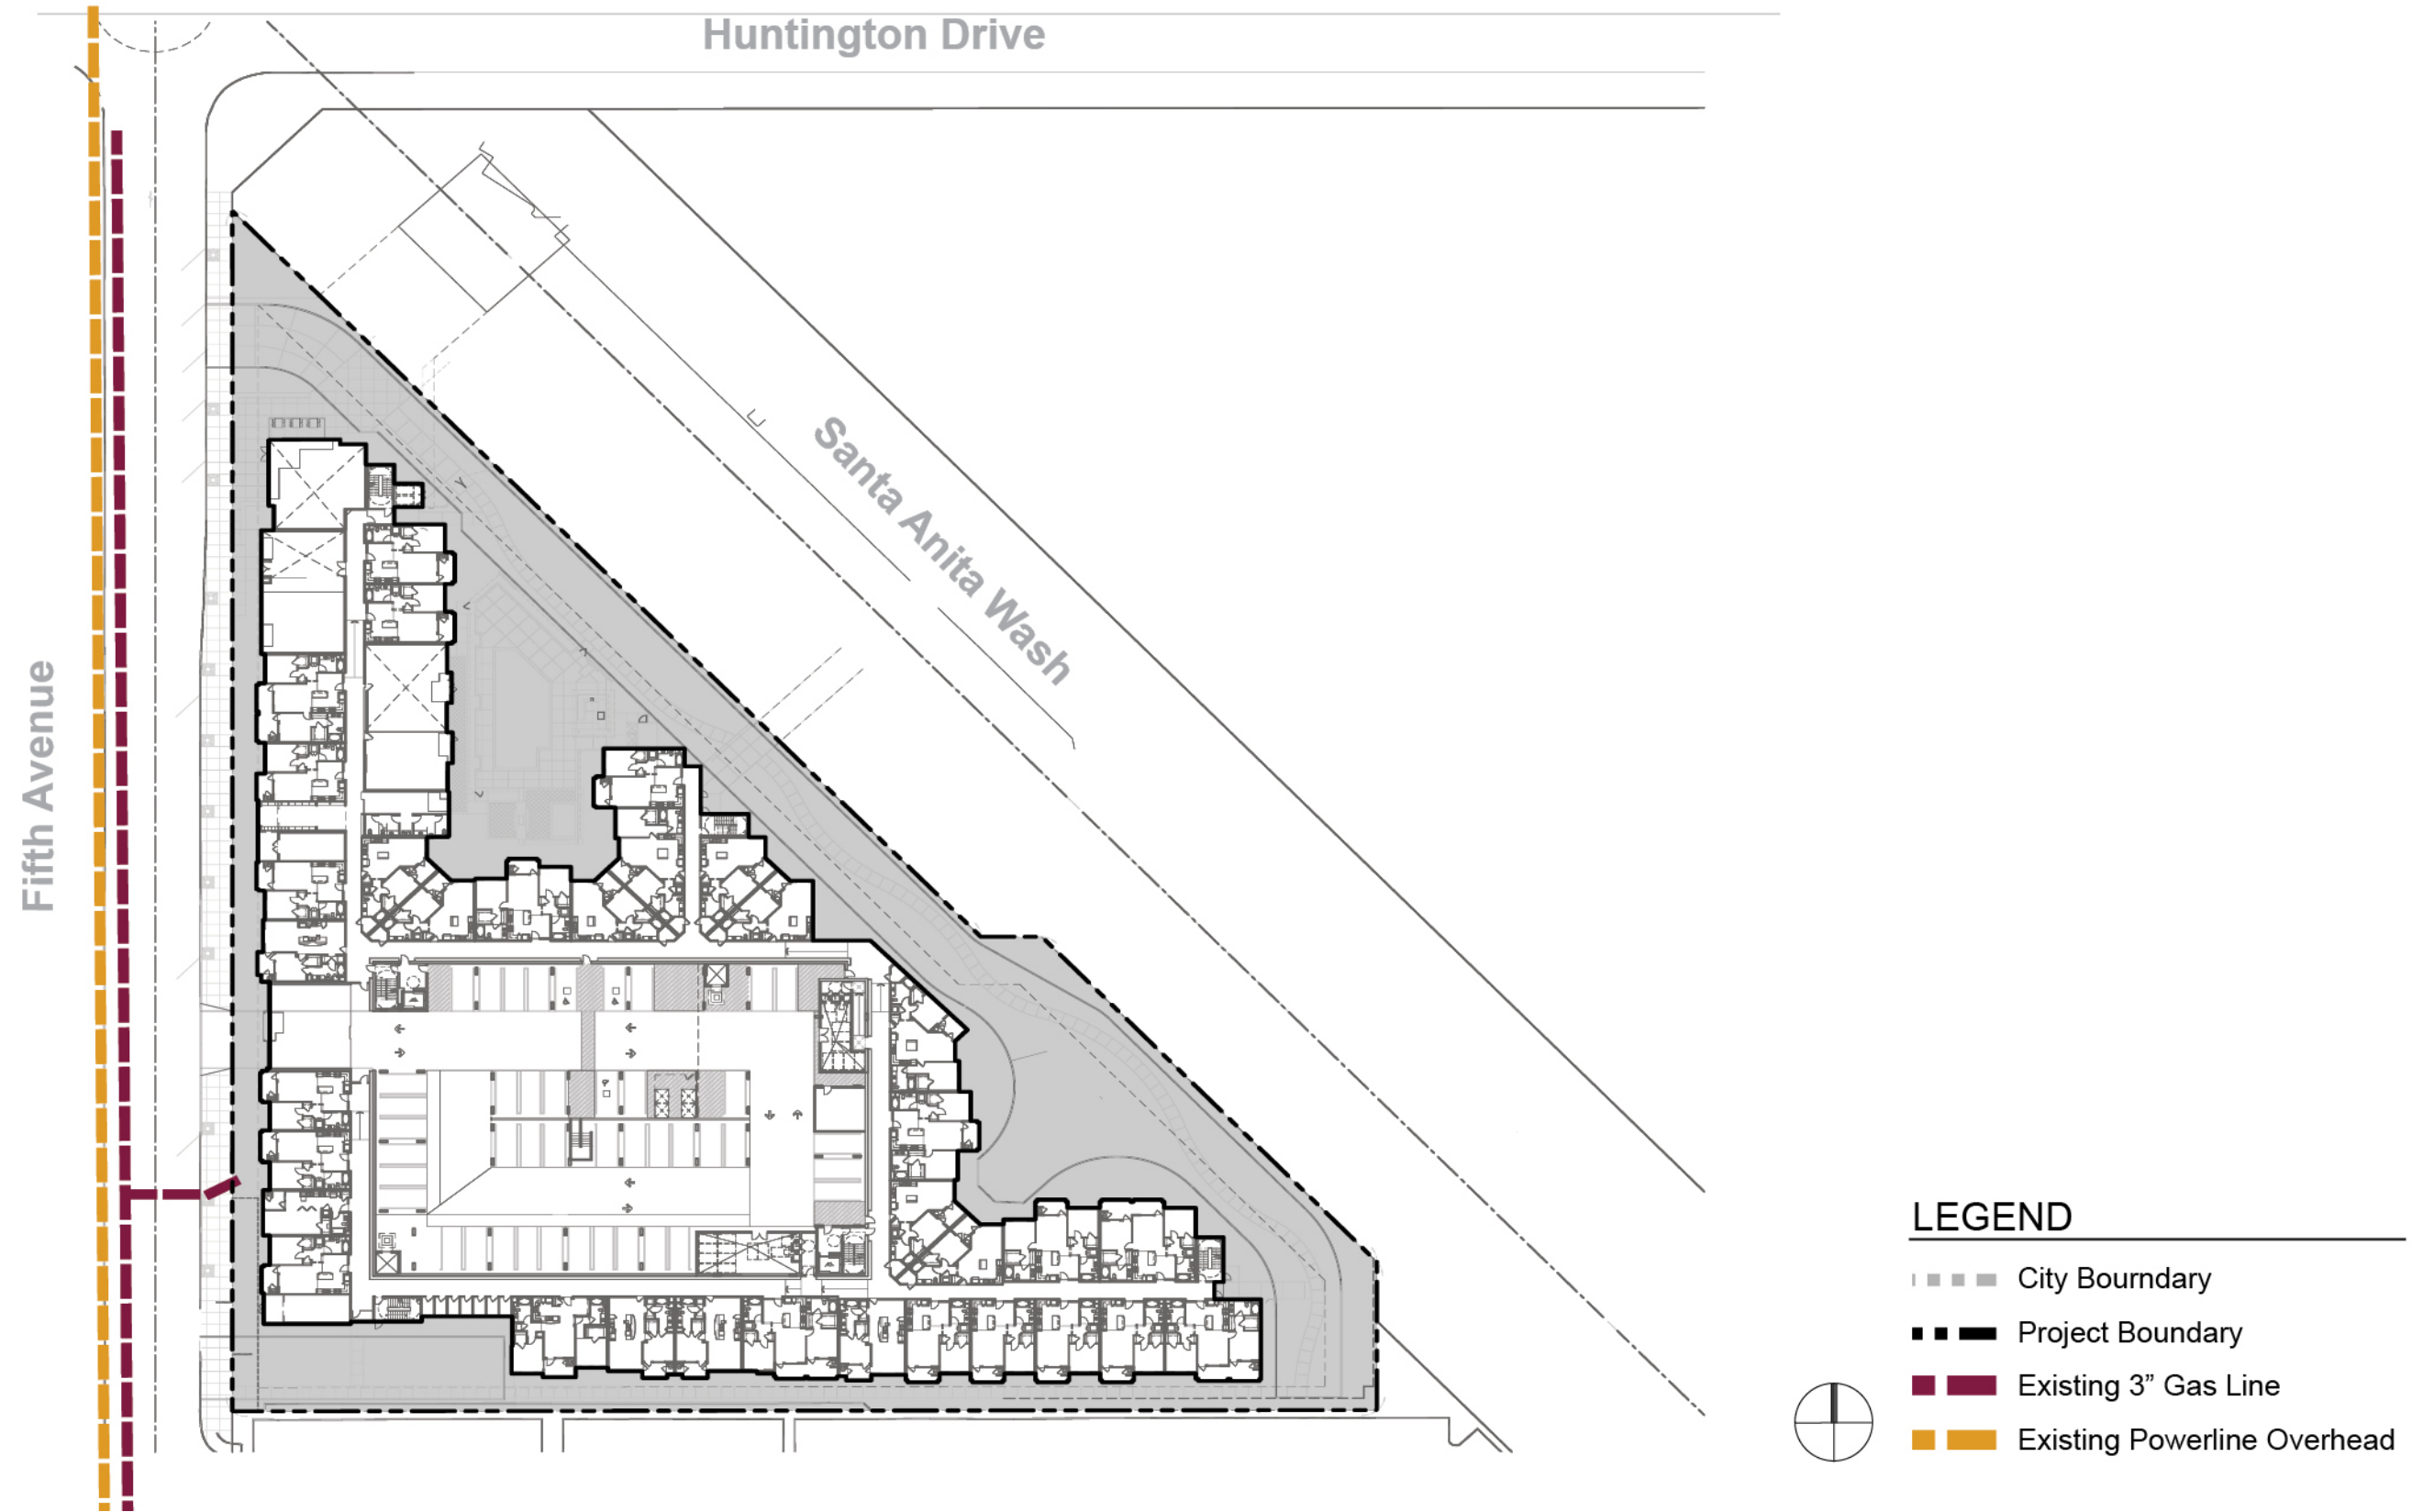 Huntington Drive
Santa Anita Wash
Fifth Avenue
LEGEND
City Bourndary
Project Boundary
Existing 3” Gas Line
Existing Powerline Overhead